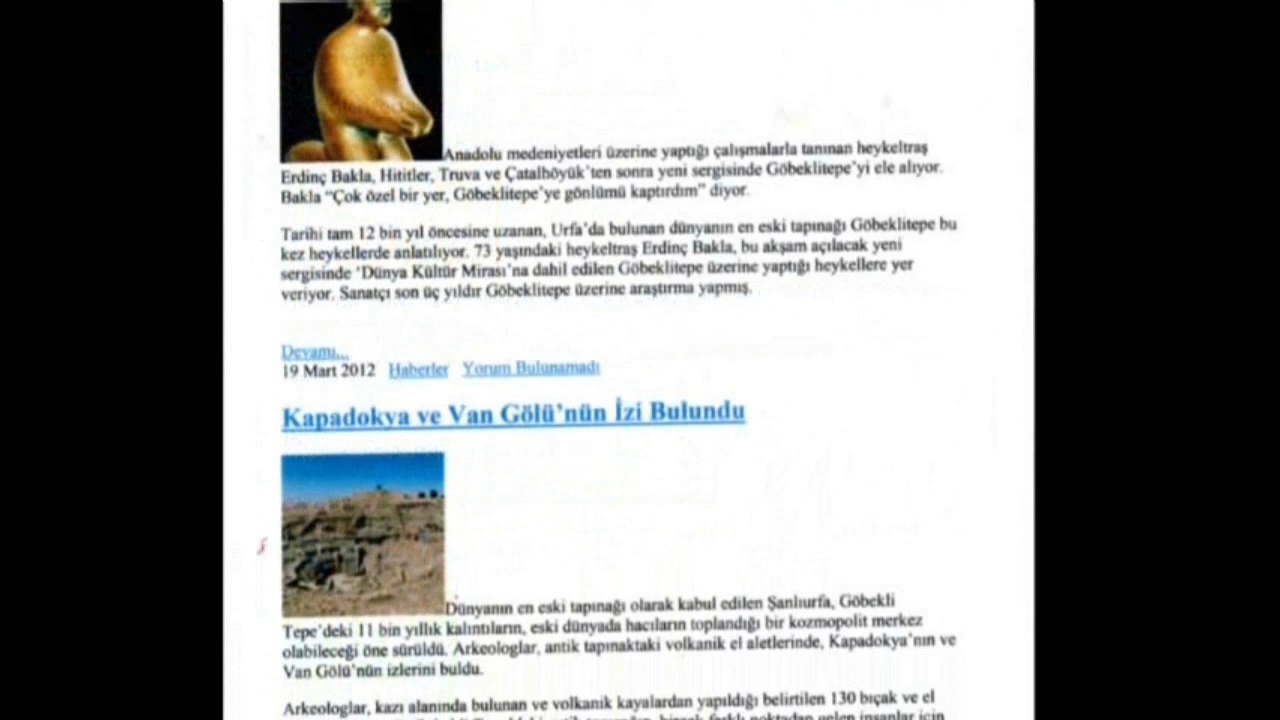 Anadolu medeniyetleri üzerine yaptığı çalışmalarla tanınan heykeltraş
Erdinç Bakla, Hititler, Truva ve Çatalhöyük'ten sonra yeni sergisinde Göbeklitepe'yi ele alıyor.
Bakla "Çok özel bir yer, Göbeklitepe'ye gönlümü kaptırdım" diyor.
Tarihi tam 12 bin yıl öncesine uzanan, Urfa'da bulunan dünyanın en eski tapınağı Göbeklitepe bu
kez heykellerde anlatılıyor. 73 yaşındaki heykeltraş Erdinç Bakla, bu akşam açılacak yeni
sergisinde 'Dünya Kültür Mirası'na dahil edilen Göbeklitepe üzerine yaptığı heykellere yer
veriyor. Sanatçı son üç yıldır Göbeklitepe üzerine araştırma yapmış.
Devamı...
19 Mart 2012 Haberler Yorum Bulunamadı
Kapadokya ve Van Gölü'nün İzi Bulundu
Dünyanın en eski tapınağı olarak kabul edilen Şanlıurfa, Göbekli
Tepe'deki 11 bin yıllık kalıntıların, eski dünyada hacıların toplandığı bir kozmopolit merkez
olabileceği öne sürüldü. Arkeologlar, antik tapınaktaki volkanik el aletlerinde, Kapadokya'nın ve
Van Gölü'nün izlerini buldu.
Arkeologlar, kazı alanında bulunan ve volkanik kayalardan yapıldığı belirtilen 130 bıçak ve el
birçok farklı noktadan gelen insanlar için